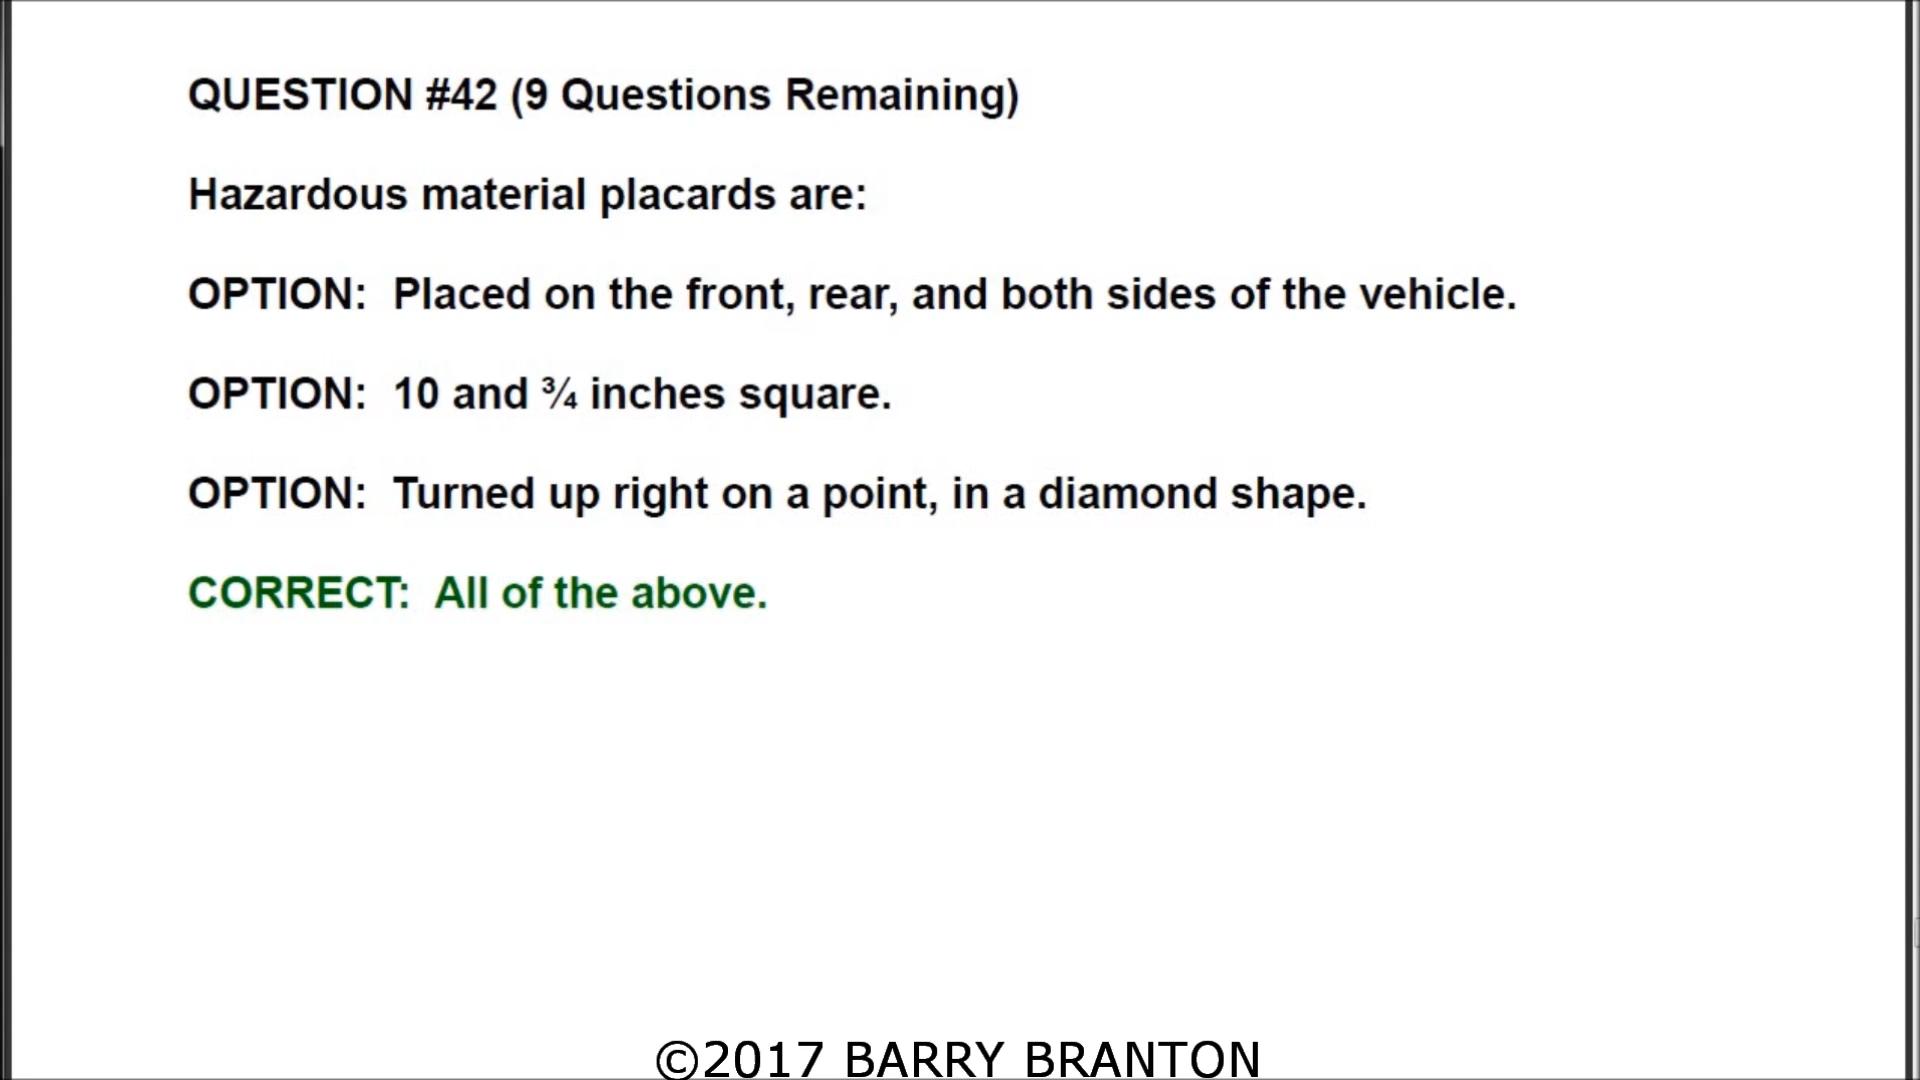 QUESTION #42 (9 Questions Remaining)
Hazardous material placards are:
OPTION:  Placed on the front, rear, and both sides of the vehicle.
OPTION:  10 and ¾ inches square.
OPTION:  Turned up right on a point, in a diamond shape.
CORRECT:  All of the above.
©2017 BARRY BRANTON